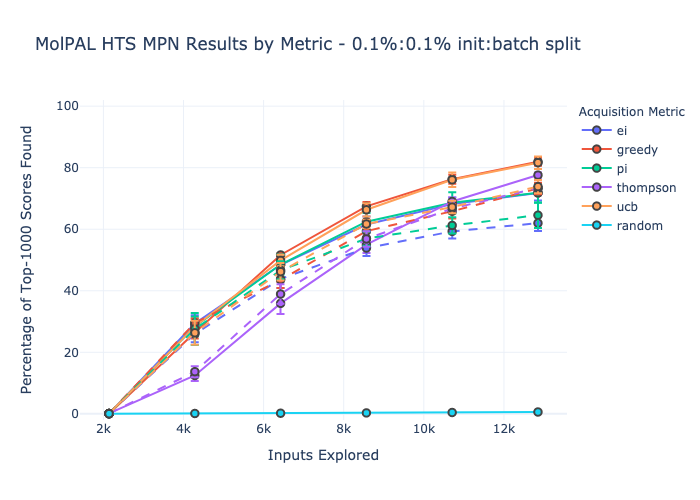 MolPAL HTS MPN Results by Metric - 0.1%:0.1% init:batch split
Percentage of Top-1000 Scores Found
100
80
60
40
20
0
2k
4k
6k
8k
10k
12k
Inputs Explored
Acquisition Metric
ei
greedy
pi
thompson
ucb
random